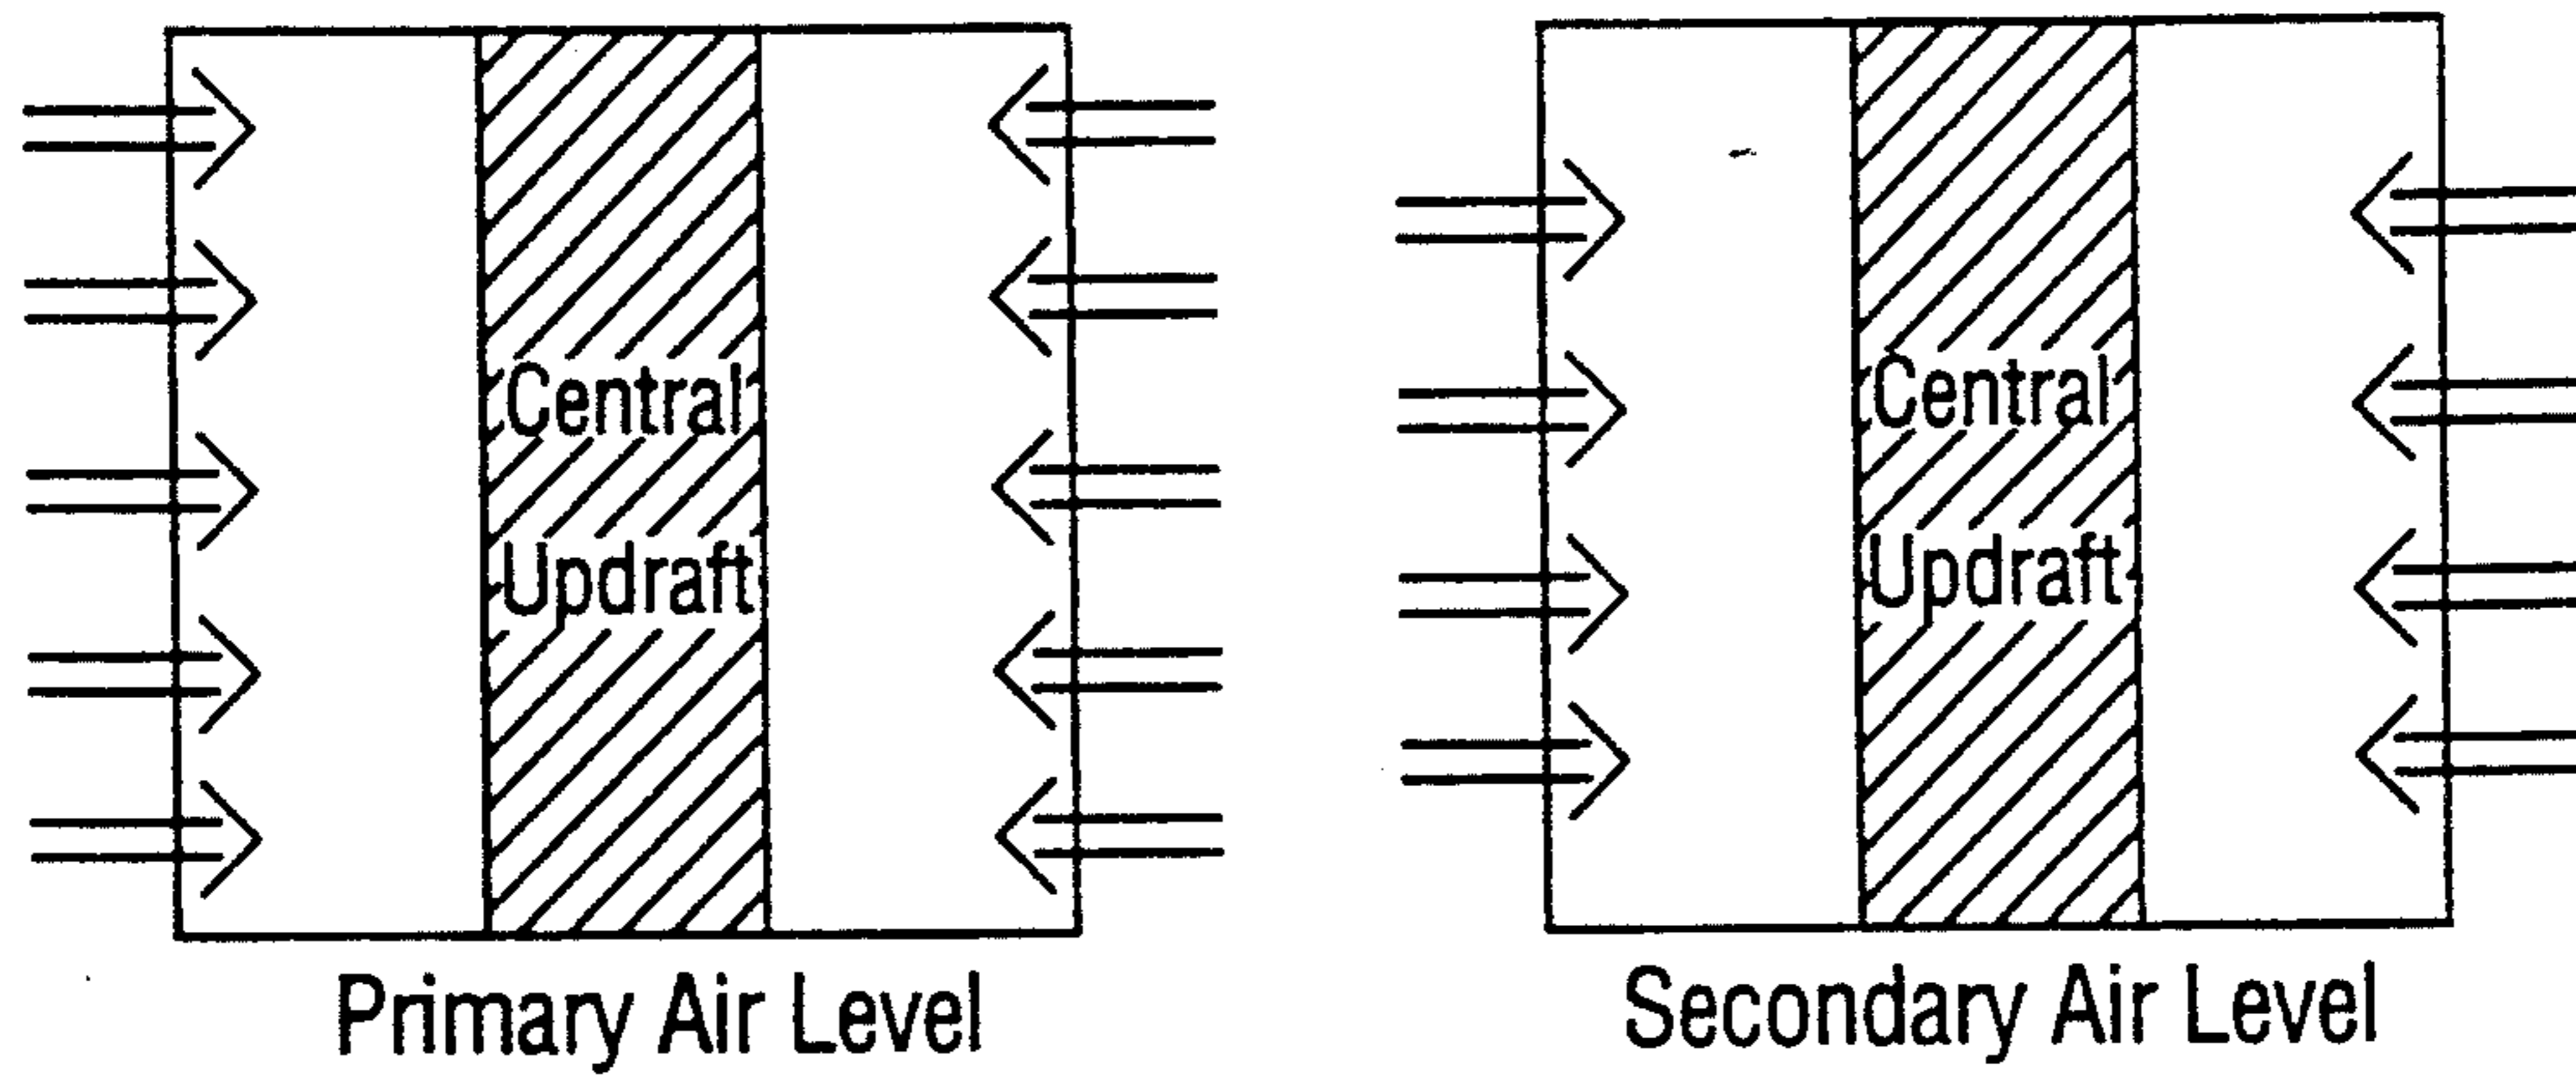 Central
Updraft
Primary Air Level
Central
Updraft
Secondary Air Level